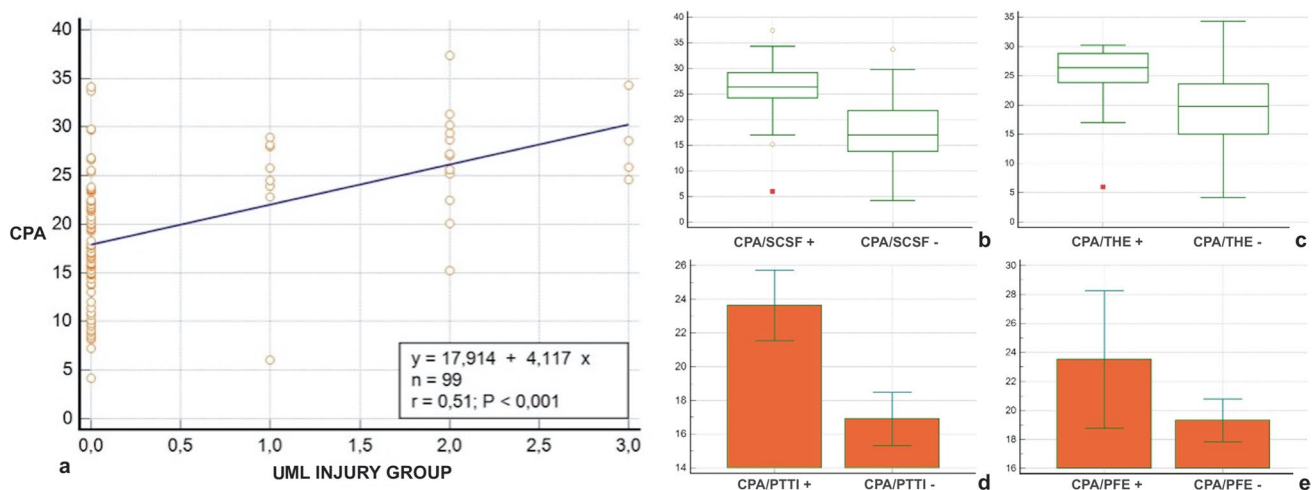 40
35
30
25
20
15
10
5
0
CPA
0,0 0,5 1,0 1,5 2,0 2,5 3,0
UML INJURY GROUP
y = 17,914 + 4,117 x
n = 99
r = 0,51; P < 0,001
a
40
35
30
25
20
15
10
5
0
CPA/SCSF + CPA/SCSF -
b
35
30
25
20
15
10
5
0
CPA/THE + CPA/THE -
c
26
24
22
20
18
16
14
CPA/PTTI + CPA/PTTI -
d
30
28
26
24
22
20
18
16
CPA/PFE + CPA/PFE -
e